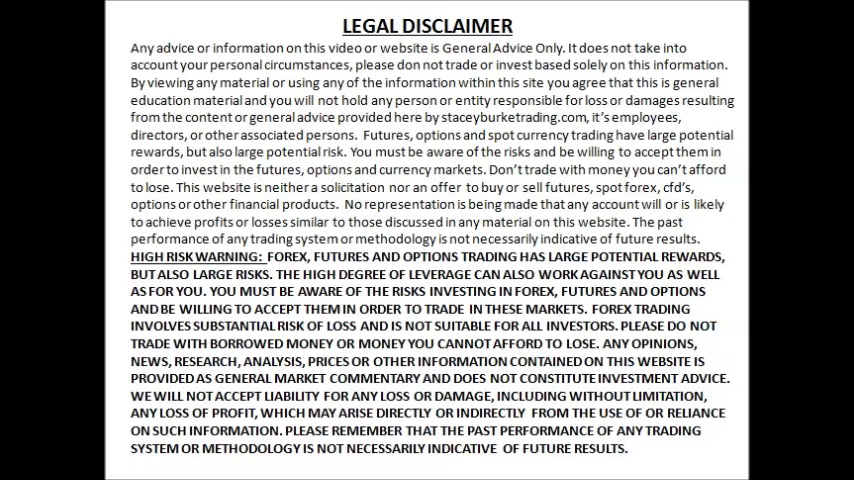 LEGAL DISCLAIMER
Any advice or information on this video or website is General Advice Only. It does not take into
account your personal circumstances, please don not trade or invest based solely on this information.
By viewing any material or using any of the information within this site you agree that this is general
education material and you will not hold any person or entity responsible for loss or damages resulting
from the content or general advice provided here by staceyburketrading.com, it's employees,
directors, or other associated persons. Futures, options and spot currency trading have large potential
rewards, but also large potential risk. You must be aware of the risks and be willing to accept them in
order to invest in the futures, options and currency markets. Don't trade with money you can't afford
to lose. This website is neither a solicitation nor an offer to buy or sell futures, spot forex, cfd's,
options or other financial products. No representation is being made that any account will or is likely
to achieve profits or losses similar to those discussed in any material on this website. The past
performance of any trading system or methodology is not necessarily indicative of future results.
HIGH RISK WARNING: FOREX, FUTURES AND OPTIONS TRADING HAS LARGE POTENTIAL REWARDS,
BUT ALSO LARGE RISKS. THE HIGH DEGREE OF LEVERAGE CAN ALSO WORK AGAINST YOU AS WELL
AS FOR YOU. YOU MUST BE AWARE OF THE RISKS INVESTING IN FOREX, FUTURES AND OPTIONS
AND BE WILLING TO ACCEPT THEM IN ORDER TO TRADE IN THESE MARKETS. FOREX TRADING
INVOLVES SUBSTANTIAL RISK OF LOSS AND IS NOT SUITABLE FOR ALL INVESTORS. PLEASE DO NOT
TRADE WITH BORROWED MONEY OR MONEY YOU CANNOT AFFORD TO LOSE. ANY OPINIONS,
NEWS, RESEARCH, ANALYSIS, PRICES OR OTHER INFORMATION CONTAINED ON THIS WEBSITE IS
PROVIDED AS GENERAL MARKET COMMENTARY AND DOES NOT CONSTITUTE INVESTMENT ADVICE.
WE WILL NOT ACCEPT LIABILITY FOR ANY LOSS OR DAMAGE, INCLUDING WITHOUT LIMITATION,
ANY LOSS OF PROFIT, WHICH MAY ARISE DIRECTLY OR INDIRECTLY FROM THE USE OF OR RELIANCE
ON SUCH INFORMATION. PLEASE REMEMBER THAT THE PAST PERFORMANCE OF ANY TRADING
SYSTEM OR METHODOLOGY IS NOT NECESSARILY INDICATIVE OF FUTURE RESULTS.